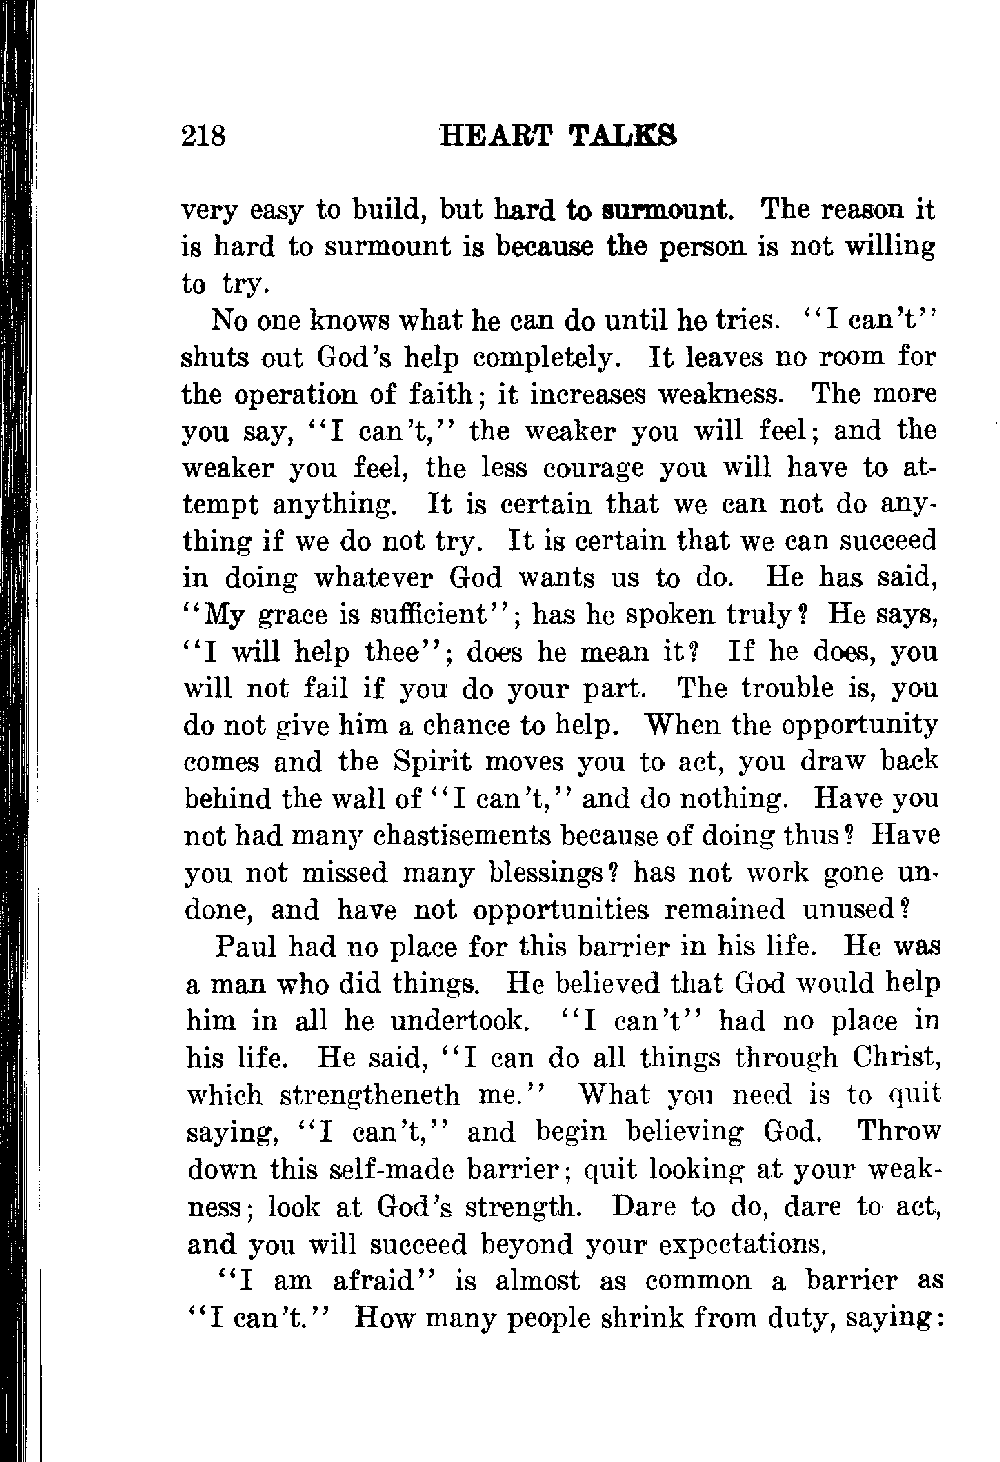 218 HEART TALKS
very easy to build, but hard to surmount. The reason it
is hard to surmount is because the person is not willing
to try.
No one knows what he can do until he tries. "I can't"
shuts out God's help completely. It leaves no room for
the operation of faith; it increases weakness. The more
you say, "I can't," the weaker you will feel; and the
weaker you feel, the less courage you will have to at-
tempt anything. It is certain that we can not do any-
thing if we do not try. It is certain that we can succeed
in doing whatever God wants us to do. He has said,
"My grace is sufficient"; has he spoken truly? He says,
"I will help thee"; does he mean it? If he does, you
will not fail if you do your part. The trouble is, you
do not give him a chance to help. When the opportunity
comes and the Spirit moves you to act, you draw back
behind the wall of "I can't," and do nothing. Have you
not had many chastisements because of doing thus? Have
you not missed many blessings? has not work gone un-
done, and have not opportunities remained unused?
Paul had no place for this barrier in his life. He was
a man who did things. He believed that God would help
him in all he undertook. "I can't" had no place in
his life. He said, "I can do all things through Christ,
which strengtheneth me." What you need is to quit
saying, "I can't," and begin believing God. Throw
down this self-made barrier; quit looking at your weak-
ness; look at God's strength. Dare to do, dare to act,
and you will succeed beyond your expectations.
"I am afraid" is almost as common a barrier as
"I can't." How many people shrink from duty, saying: